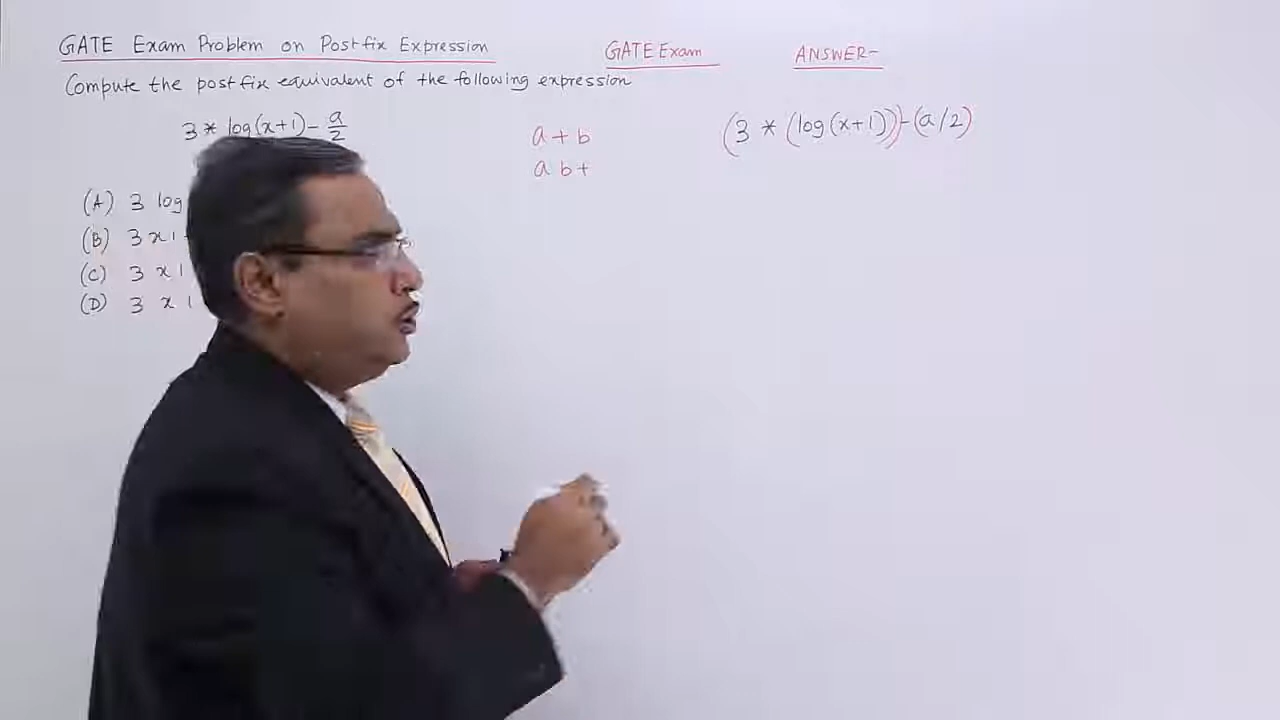 GATE Exam Problem on Postfix Expression
GATE Exam
ANSWER-
Compute the postfix equivalent of the following expression
3 * log(x+1) - a/2
(A) 3 log
(B) 3 x 1
(C) 3 x 1
(D) 3 x 1
a + b
a b +
(3 * (log(x+1))) - (a/2)